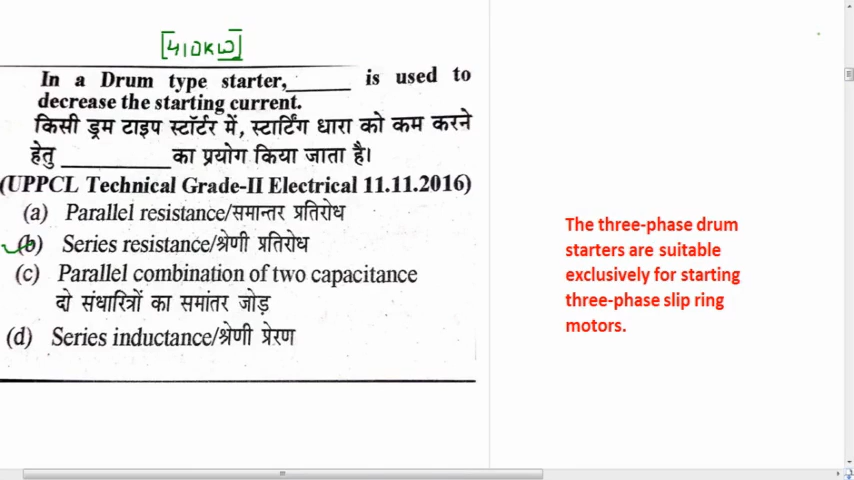 [410KW]
In a Drum type starter,______ is used to
decrease the starting current.
किसी ड्रम टाइप स्टॉर्टर में, स्टार्टिंग धारा को कम करने
हेतु __________ का प्रयोग किया जाता है।
(UPPCL Technical Grade-II Electrical 11.11.2016)
(a) Parallel resistance/समान्तर प्रतिरोध
(b) Series resistance/श्रेणी प्रतिरोध
(c) Parallel combination of two capacitance
दो संधारित्रों का समांतर जोड़
(d) Series inductance/श्रेणी प्रेरण
The three-phase drum
starters are suitable
exclusively for starting
three-phase slip ring
motors.